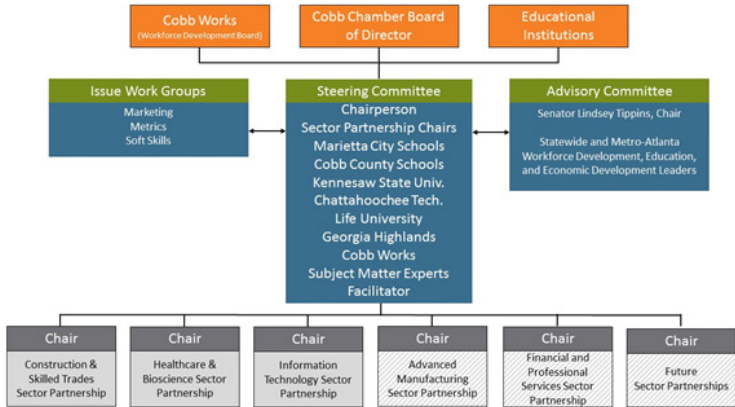 Cobb Works
(Workforce Development Board)
Cobb Chamber Board
of Director
Educational
Institutions
Issue Work Groups
Marketing
Metrics
Soft Skills
Steering Committee
Chairperson
Sector Partnership Chairs
Marietta City Schools
Cobb County Schools
Kennesaw State Univ.
Chattahoochee Tech.
Life University
Georgia Highlands
Cobb Works
Subject Matter Experts
Facilitator
Advisory Committee
Senator Lindsey Tippins, Chair
Statewide and Metro-Atlanta
Workforce Development, Education,
and Economic Development Leaders
Chair
Construction &
Skilled Trades
Sector Partnership
Chair
Healthcare &
Bioscience Sector
Partnership
Chair
Information
Technology Sector
Partnership
Chair
Advanced
Manufacturing
Sector Partnership
Chair
Financial and
Professional
Services Sector
Partnership
Chair
Future
Sector Partnerships